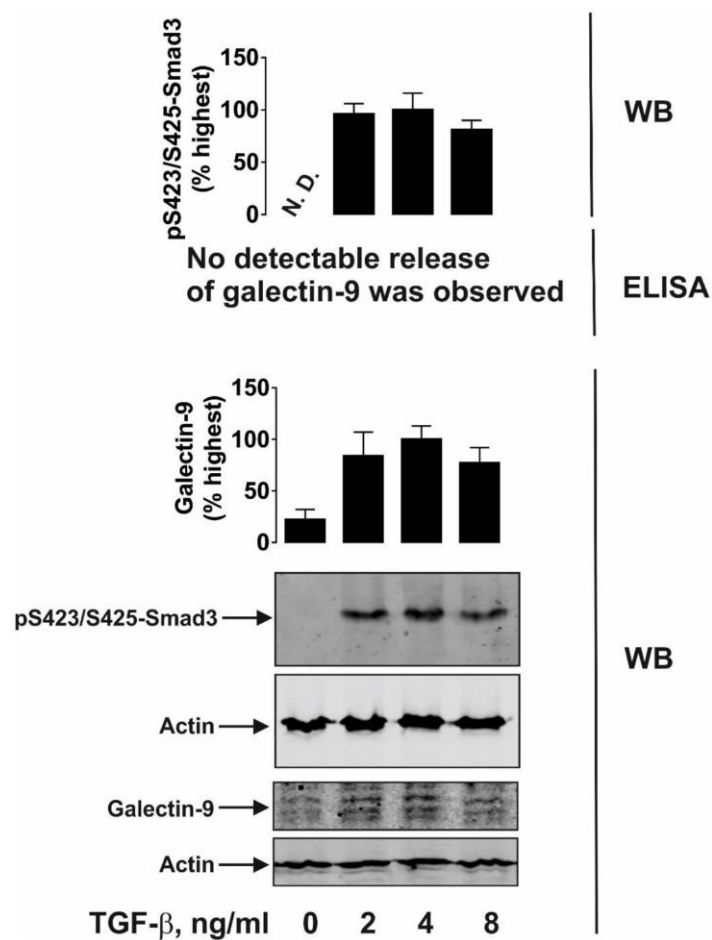 pS423/S425-Smad3
(% highest)
150
100
50
0
N. D.
WB
No detectable release
of galectin-9 was observed
ELISA
Galectin-9
(% highest)
150
100
50
0
pS423/S425-Smad3
Actin
Galectin-9
Actin
WB
TGF-β, ng/ml 0 2 4 8